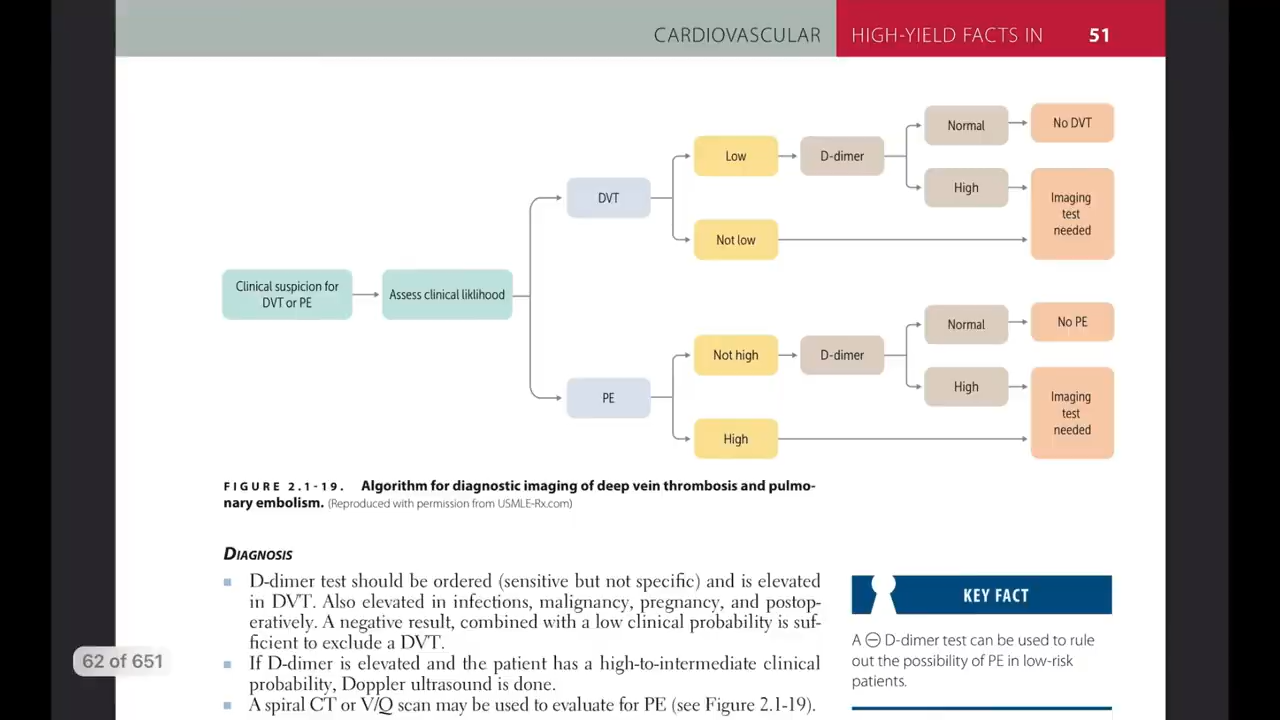 CARDIOVASCULAR HIGH-YIELD FACTS IN 51
Clinical suspicion for
DVT or PE
Assess clinical liklihood
DVT
Low
D-dimer
Normal
No DVT
High
Imaging
test
needed
Not low
PE
Not high
D-dimer
Normal
No PE
High
Imaging
test
needed
High
FIGURE 2.1-19. Algorithm for diagnostic imaging of deep vein thrombosis and pulmo-
nary embolism. (Reproduced with permission from USMLE-Rx.com)
DIAGNOSIS
■ D-dimer test should be ordered (sensitive but not specific) and is elevated
in DVT. Also elevated in infections, malignancy, pregnancy, and postop-
eratively. A negative result, combined with a low clinical probability is suf-
ficient to exclude a DVT.
■ If D-dimer is elevated and the patient has a high-to-intermediate clinical
probability, Doppler ultrasound is done.
■ A spiral CT or V/Q scan may be used to evaluate for PE (see Figure 2.1-19).
KEY FACT
A ⊖ D-dimer test can be used to rule
out the possibility of PE in low-risk
patients.
62 of 651